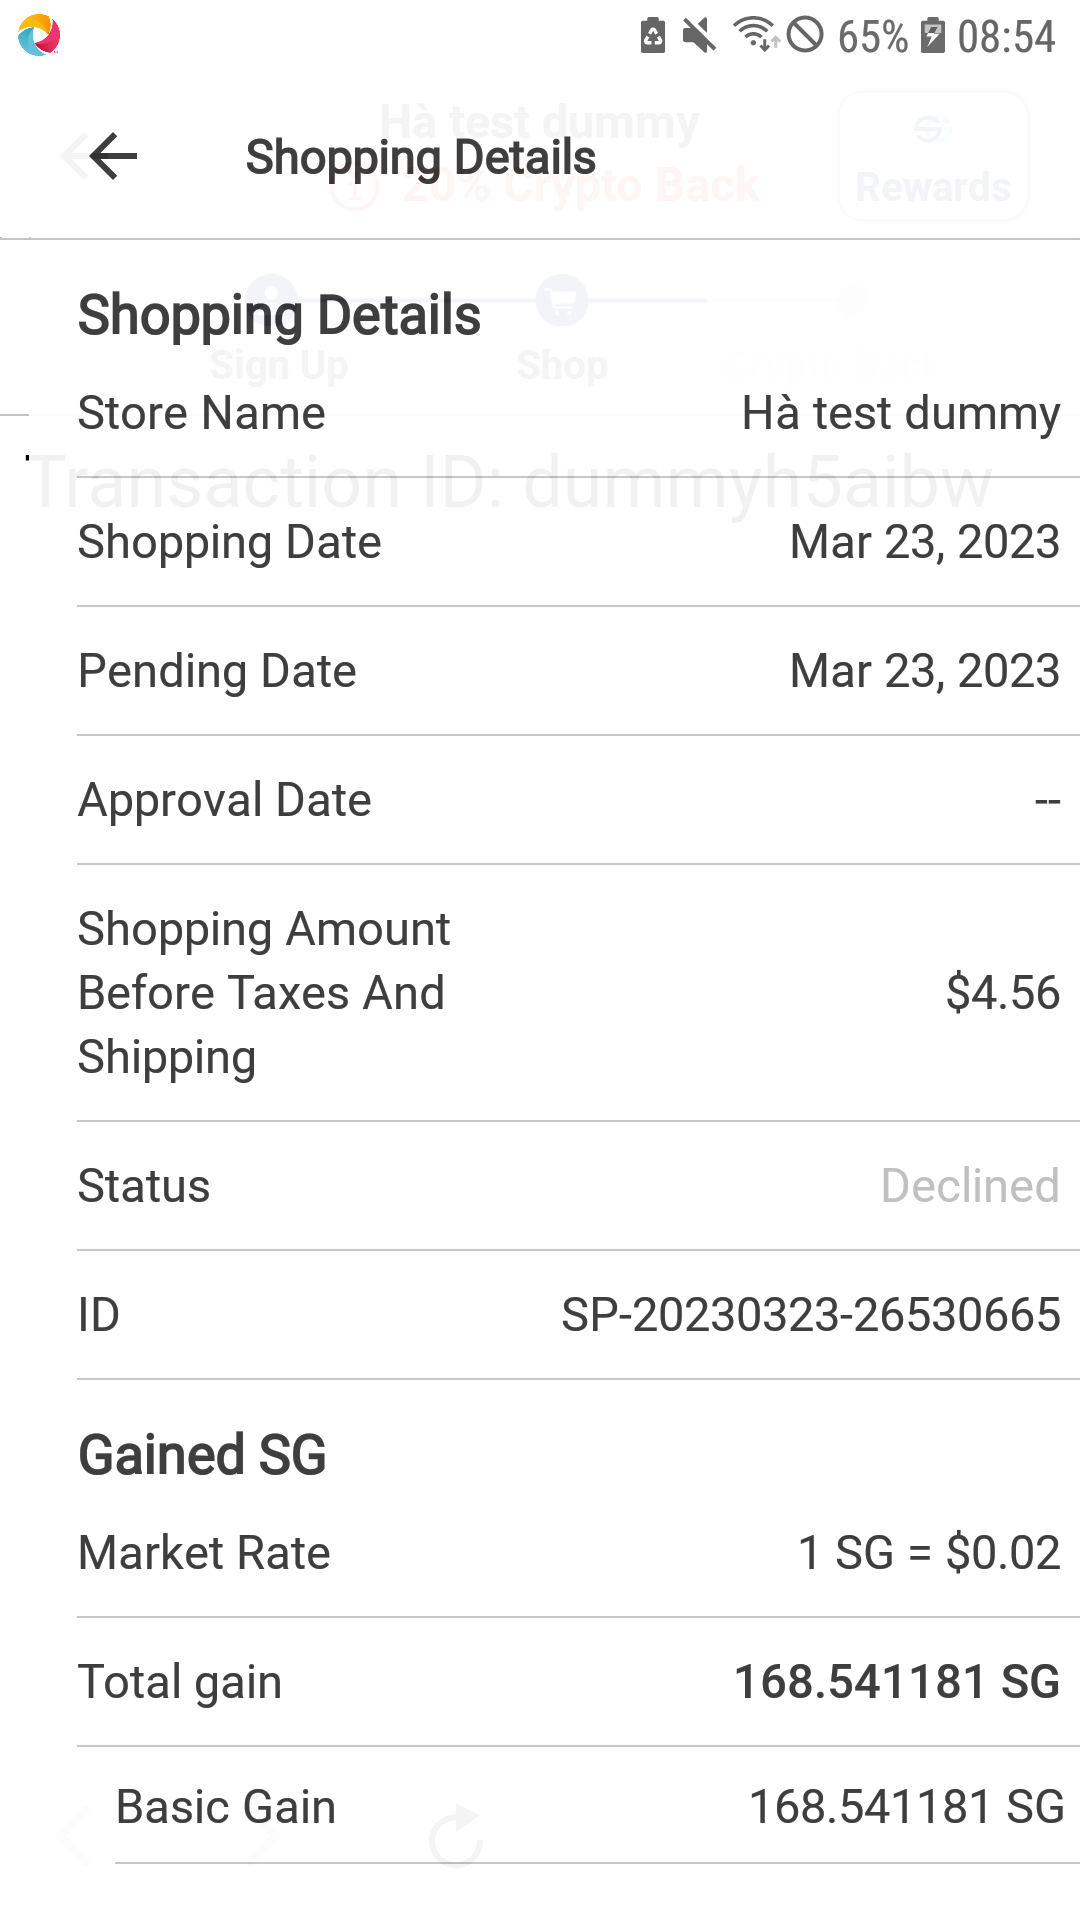 65% 08:54
Hà test dummy
Shopping Details
20% Crypto Back
Rewards
Shopping Details
Sign Up
Shop
Crypto Back
Store Name Hà test dummy
Transaction ID: dummyh5aibw
Shopping Date Mar 23, 2023
Pending Date Mar 23, 2023
Approval Date --
Shopping Amount
Before Taxes And
Shipping
$4.56
Status Declined
ID SP-20230323-26530665
Gained SG
Market Rate 1 SG = $0.02
Total gain 168.541181 SG
Basic Gain 168.541181 SG